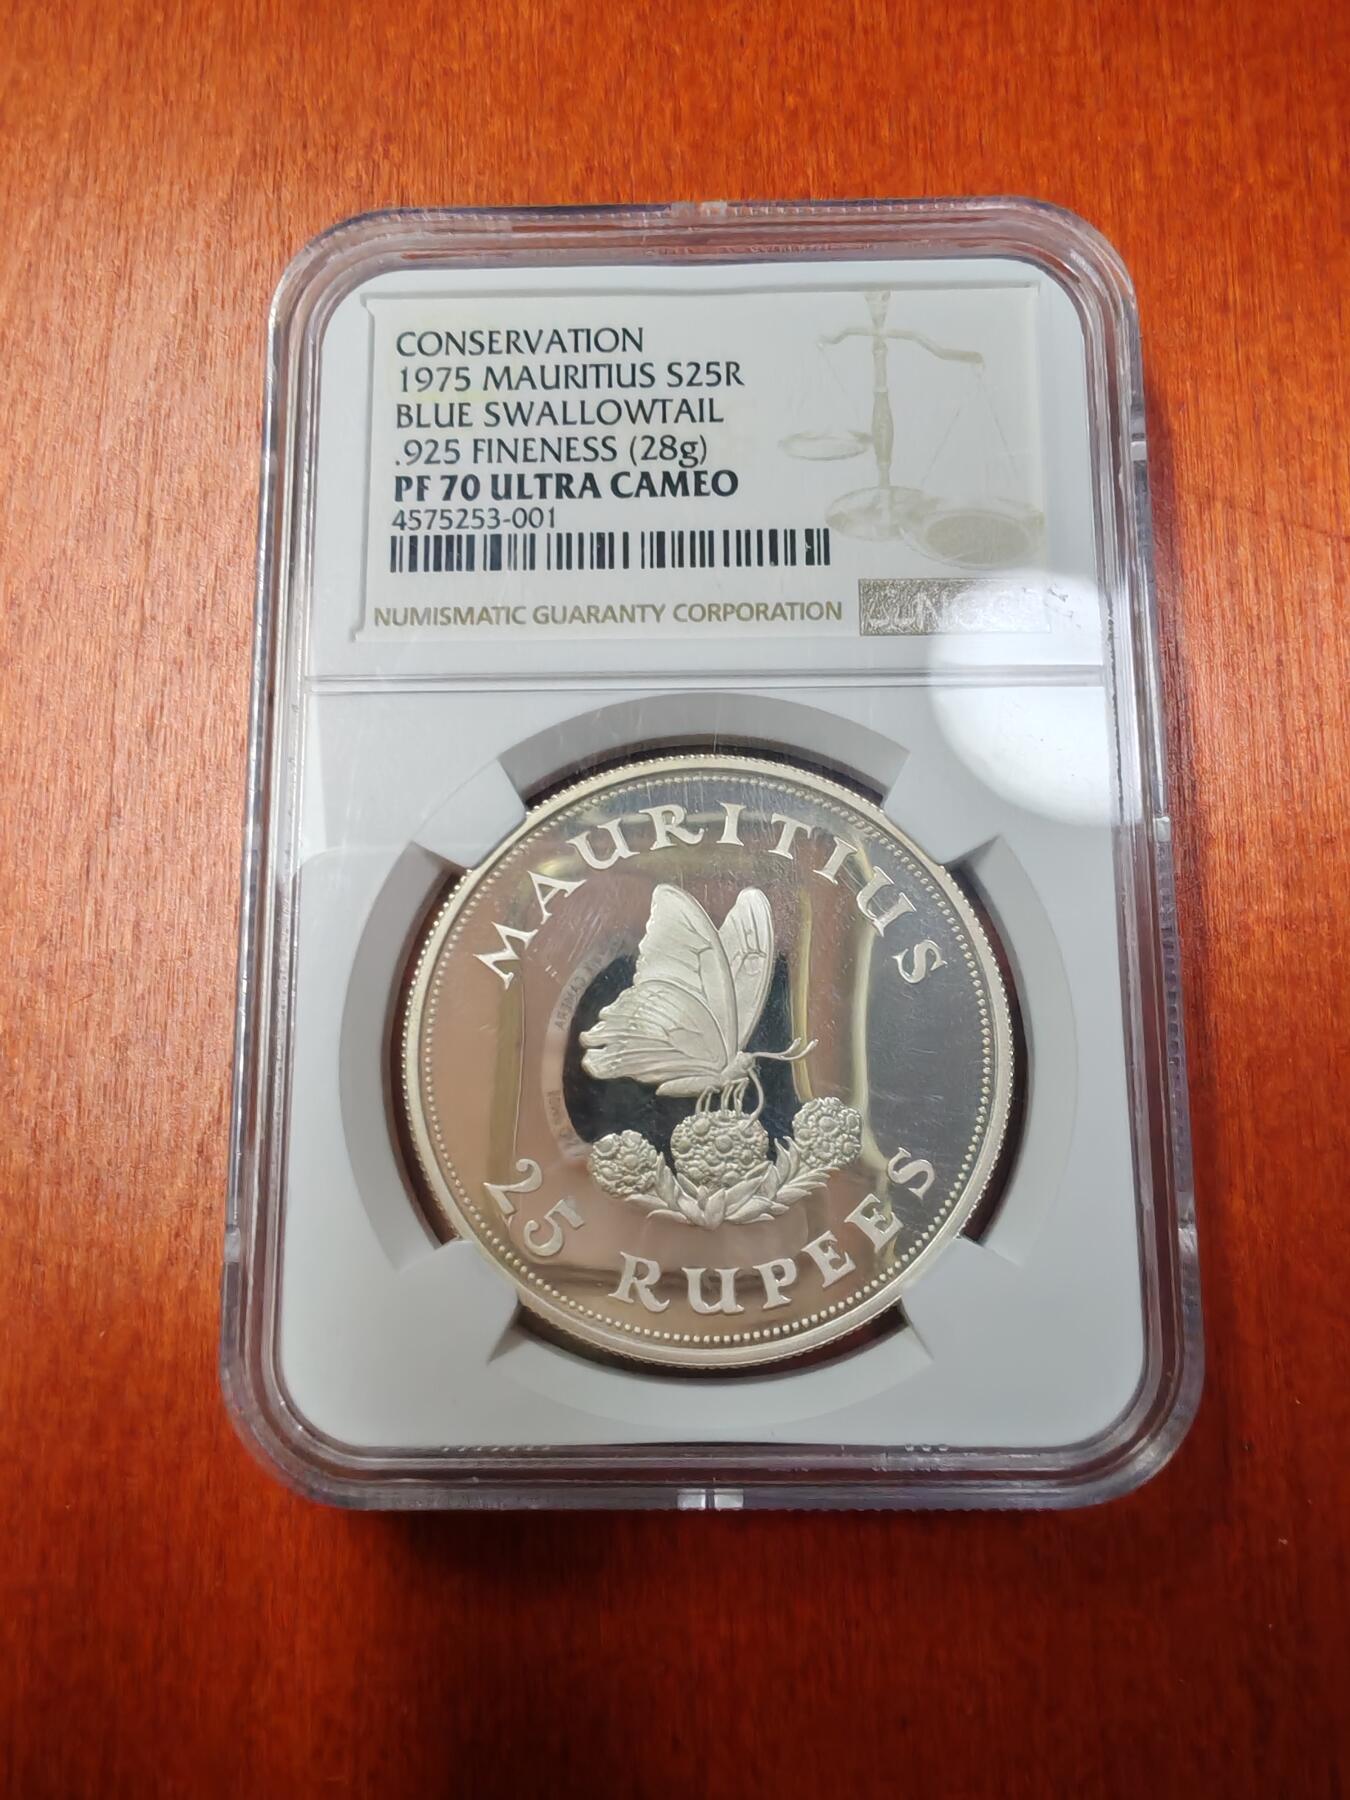 CONSERVATION
1975 MAURITIUS S25R
BLUE SWALLOWTAIL
.925 FINENESS (28g)
PF 70 ULTRA CAMEO
4575253-001
NUMISMATIC GUARANTY CORPORATION
MAURITIUS
25 RUPEES